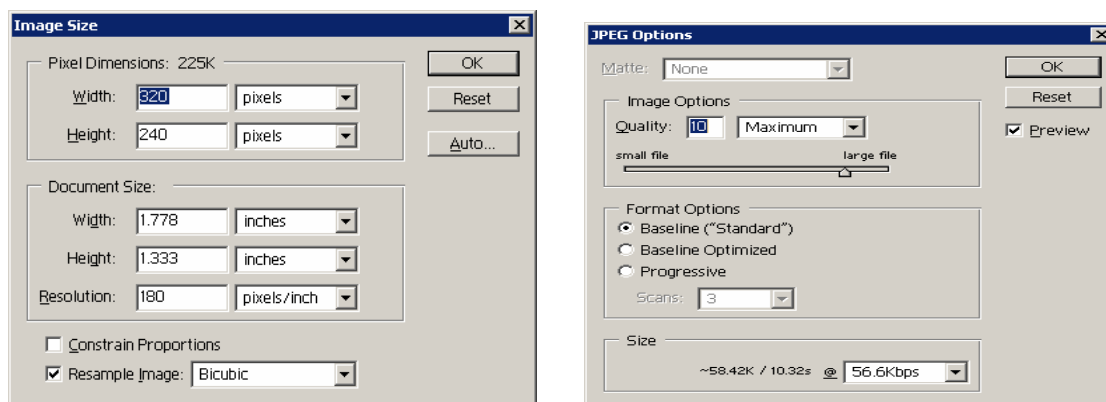 Image Size
Pixel Dimensions: 225K
OK
Width: 320 pixels
Reset
Height: 240 pixels
Auto...
Document Size:
Width: 1.778 inches
Height: 1.333 inches
Resolution: 180 pixels/inch
Constrain Proportions
Resample Image: Bicubic
JPEG Options
Matte: None
OK
Image Options
Reset
Quality: 10 Maximum
Preview
small file large file
Format Options
Baseline ("Standard")
Baseline Optimized
Progressive
Scans: 3
Size
~58.42K / 10.32s @ 56.6Kbps